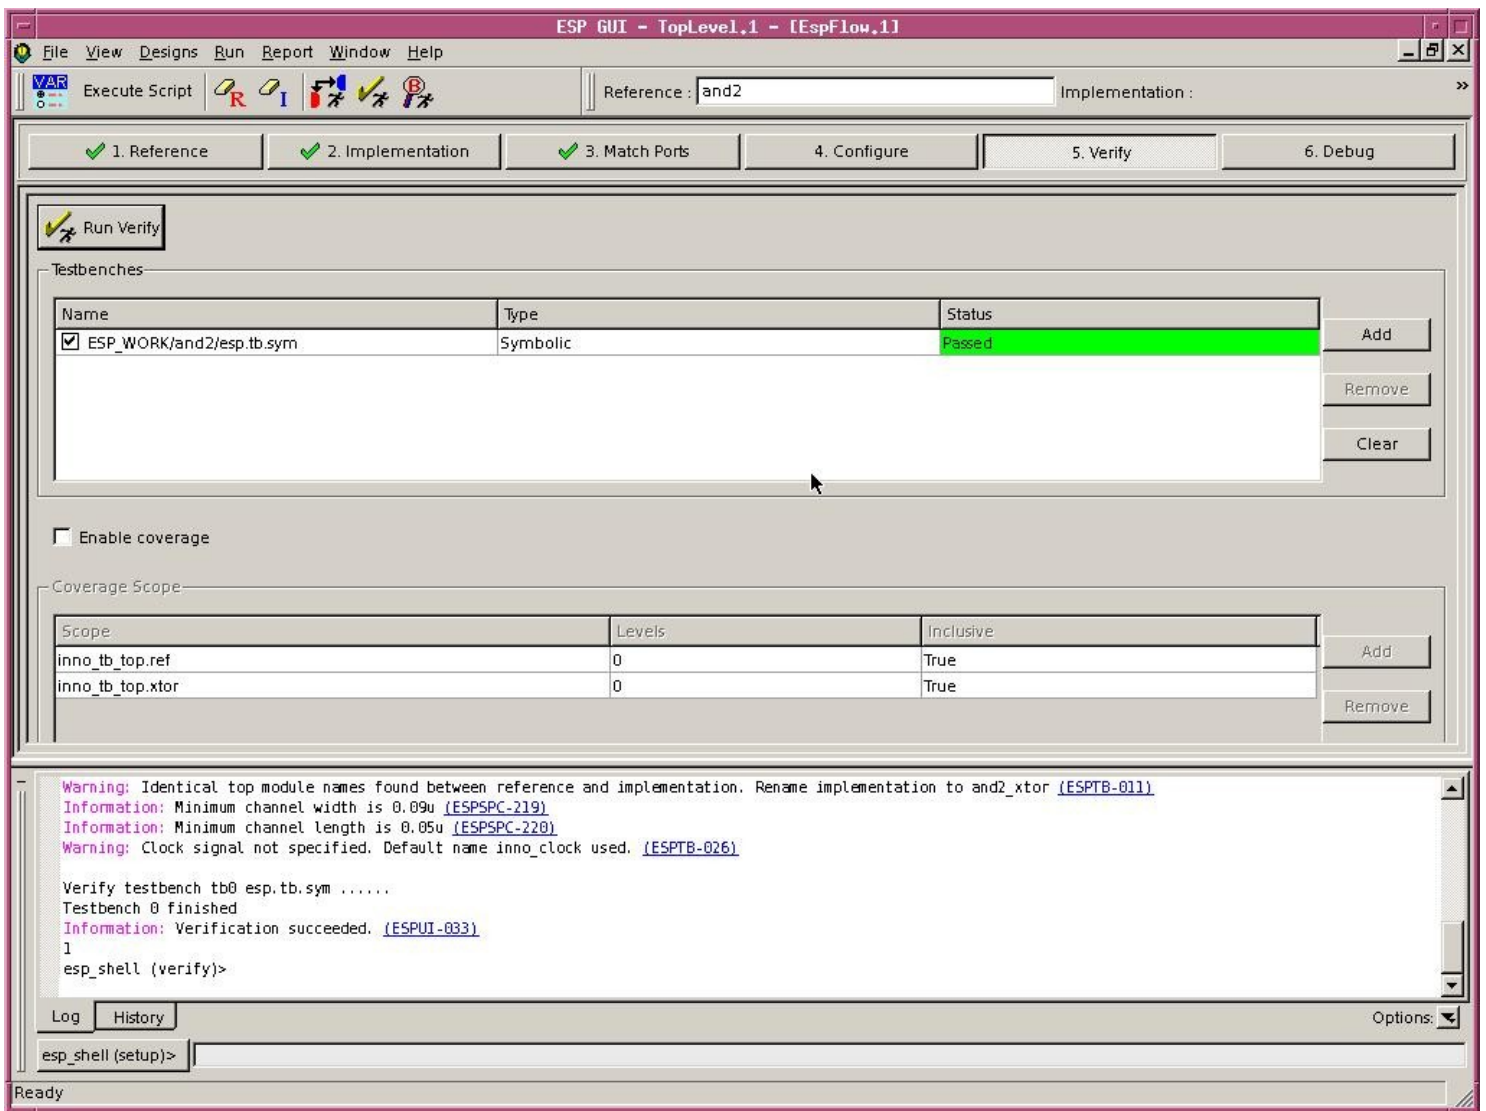 ESP GUI - TopLevel.1 - [EspFlow.1]
File View Designs Run Report Window Help
VAR Execute Script R I B Reference : and2 Implementation : »
1. Reference 2. Implementation 3. Match Ports 4. Configure 5. Verify 6. Debug
Run Verify
Testbenches
Name Type Status
ESP_WORK/and2/esp.tb.sym Symbolic Passed
Add
Remove
Clear
Enable coverage
Coverage Scope
Scope Levels Inclusive
inno_tb_top.ref 0 True
inno_tb_top.xtor 0 True
Add
Remove
Warning: Identical top module names found between reference and implementation. Rename implementation to and2_xtor (ESPTB-011)
Information: Minimum channel width is 0.09u (ESPSPC-219)
Information: Minimum channel length is 0.05u (ESPSPC-220)
Warning: Clock signal not specified. Default name inno_clock used. (ESPTB-026)
Verify testbench tb0 esp.tb.sym ......
Testbench 0 finished
Information: Verification succeeded. (ESPUI-033)
1
esp_shell (verify)>
Log History Options:
esp_shell (setup)>
Ready